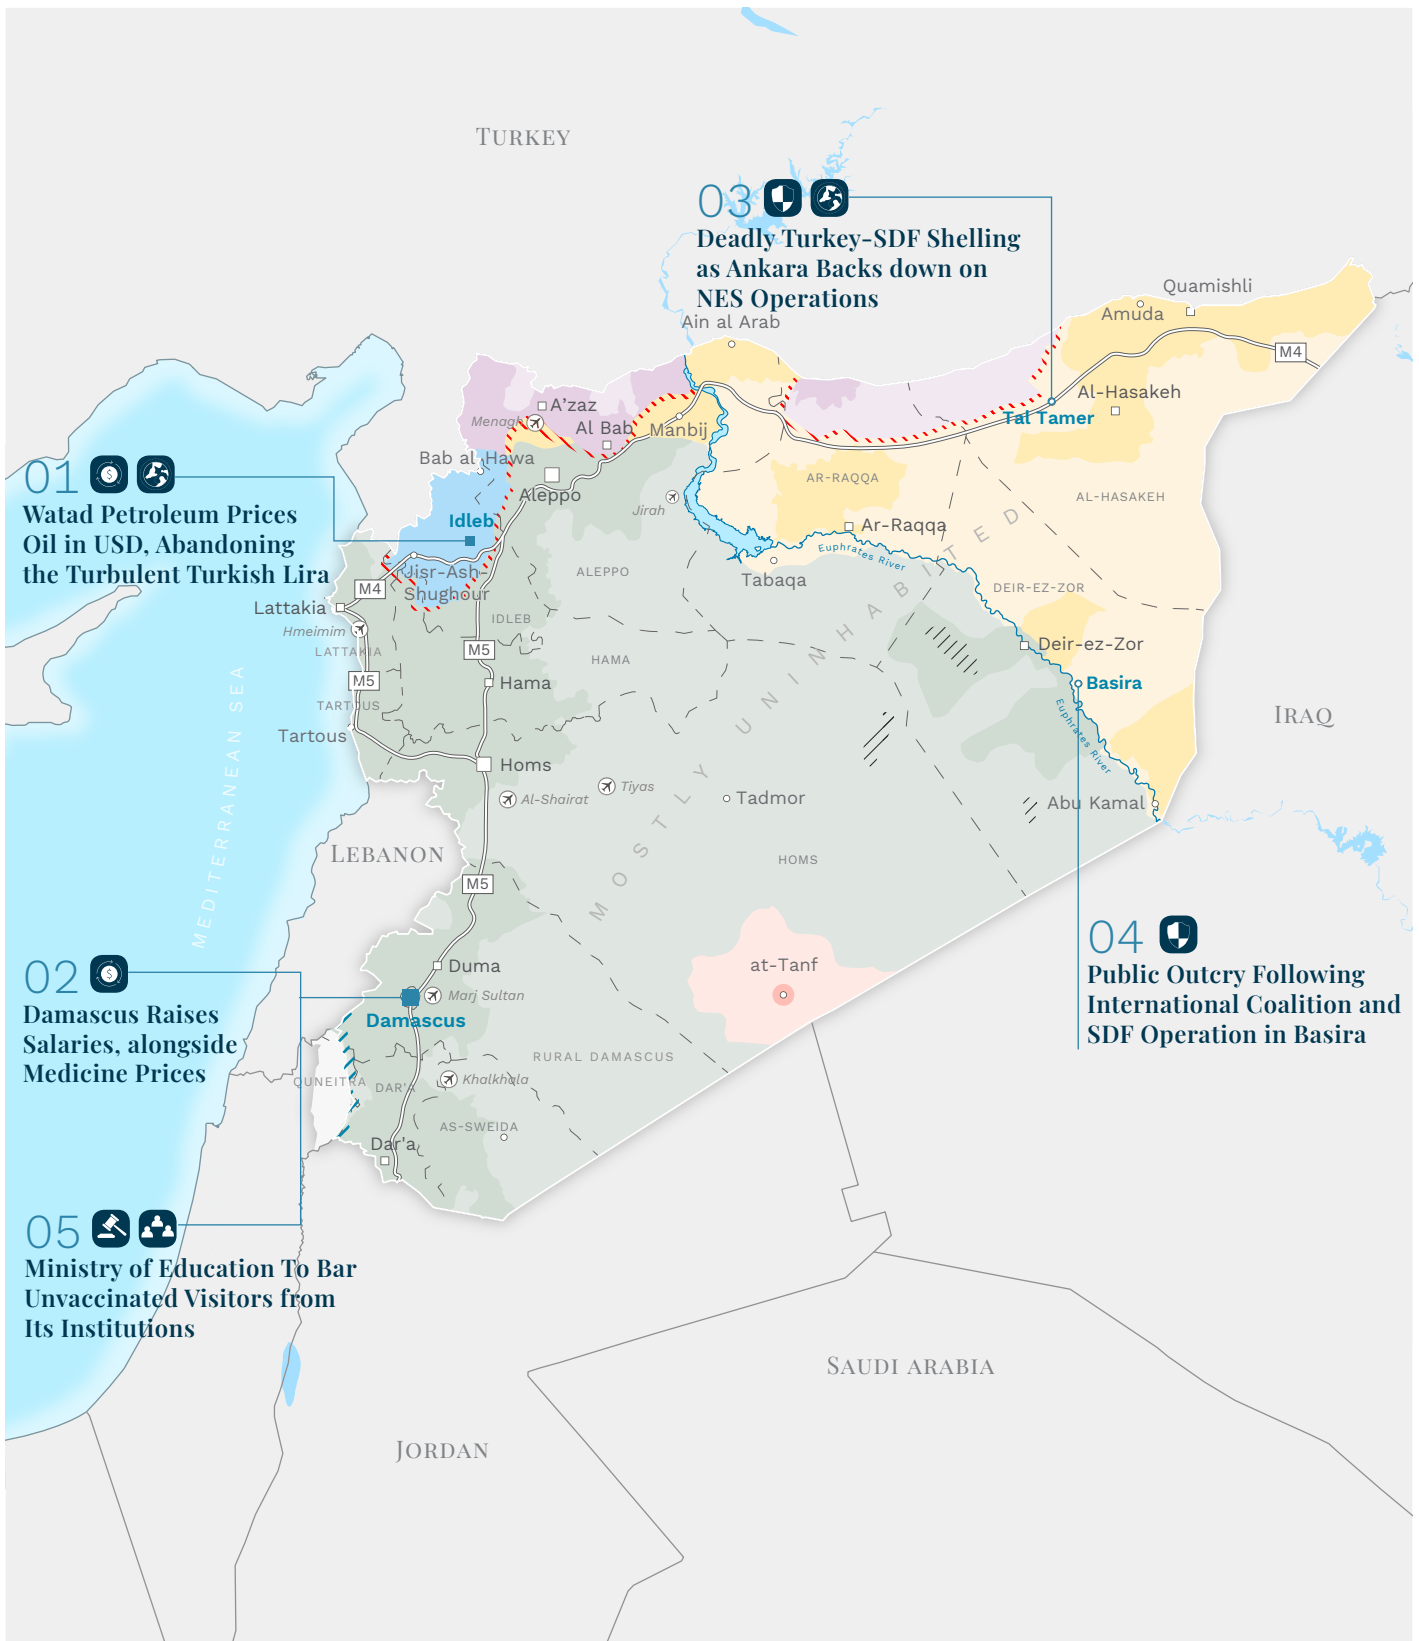 TURKEY
03
Deadly Turkey-SDF Shelling
as Ankara Backs down on
NES Operations
Quamishli
Amuda
Ain al Arab
M4
Al-Hasakeh
A'zaz
Menagh
Al Bab
Manbij
Tal Tamer
Bab al-Hawa
01
Watad Petroleum Prices
Oil in USD, Abandoning
the Turbulent Turkish Lira
Aleppo
Jirah
AR-RAQQA
AL-HASAKEH
Idleb
Ar-Raqqa
Euphrates River
Tabaqa
Jisr-Ash-
Shughour
ALEPPO
DEIR-EZ-ZOR
M4
Lattakia
Hmeimim
LATTAKIA
IDLEB
M5
HAMA
Deir-ez-Zor
M5
Hama
Basira
TARTOUS
Tartous
Euphrates River
IRAQ
Homs
Al-Shairat
Tiyas
Tadmor
Abu Kamal
MOSTLY UNINHABITED
MEDITERRANEAN SEA
LEBANON
HOMS
M5
04
Public Outcry Following
International Coalition and
SDF Operation in Basira
02
Damascus Raises
Salaries, alongside
Medicine Prices
Duma
at-Tanf
Marj Sultan
Damascus
RURAL DAMASCUS
QUNEITRA
DAR'A
Khalkhala
AS-SWEIDA
Dar'a
05
Ministry of Education To Bar
Unvaccinated Visitors from
Its Institutions
SAUDI ARABIA
JORDAN